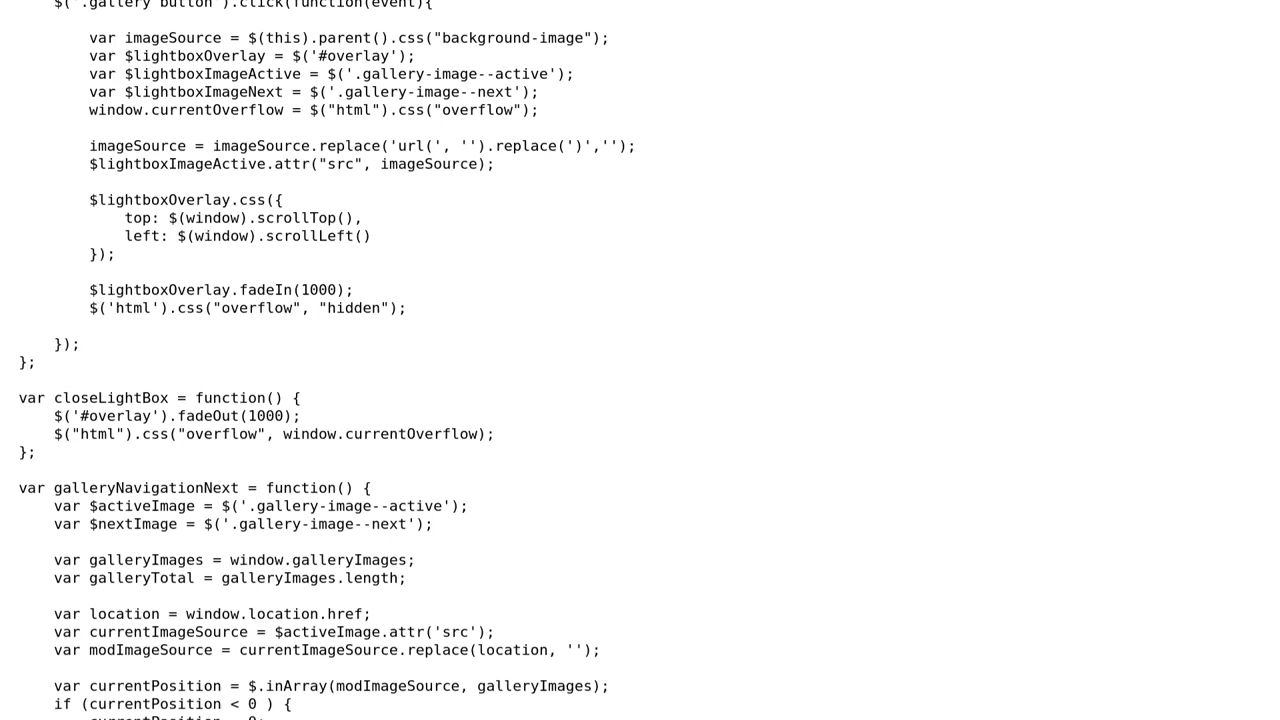 $('.gallery button').click(function(event){
var imageSource = $(this).parent().css("background-image");
var $lightboxOverlay = $('#overlay');
var $lightboxImageActive = $('.gallery-image--active');
var $lightboxImageNext = $('.gallery-image--next');
window.currentOverflow = $("html").css("overflow");
imageSource = imageSource.replace('url(', '').replace(')','');
$lightboxImageActive.attr("src", imageSource);
$lightboxOverlay.css({
top: $(window).scrollTop(),
left: $(window).scrollLeft()
});
$lightboxOverlay.fadeIn(1000);
$('html').css("overflow", "hidden");
});
};
var closeLightBox = function() {
$('#overlay').fadeOut(1000);
$("html").css("overflow", window.currentOverflow);
};
var galleryNavigationNext = function() {
var $activeImage = $('.gallery-image--active');
var $nextImage = $('.gallery-image--next');
var galleryImages = window.galleryImages;
var galleryTotal = galleryImages.length;
var location = window.location.href;
var currentImageSource = $activeImage.attr('src');
var modImageSource = currentImageSource.replace(location, '');
var currentPosition = $.inArray(modImageSource, galleryImages);
if (currentPosition < 0 ) {